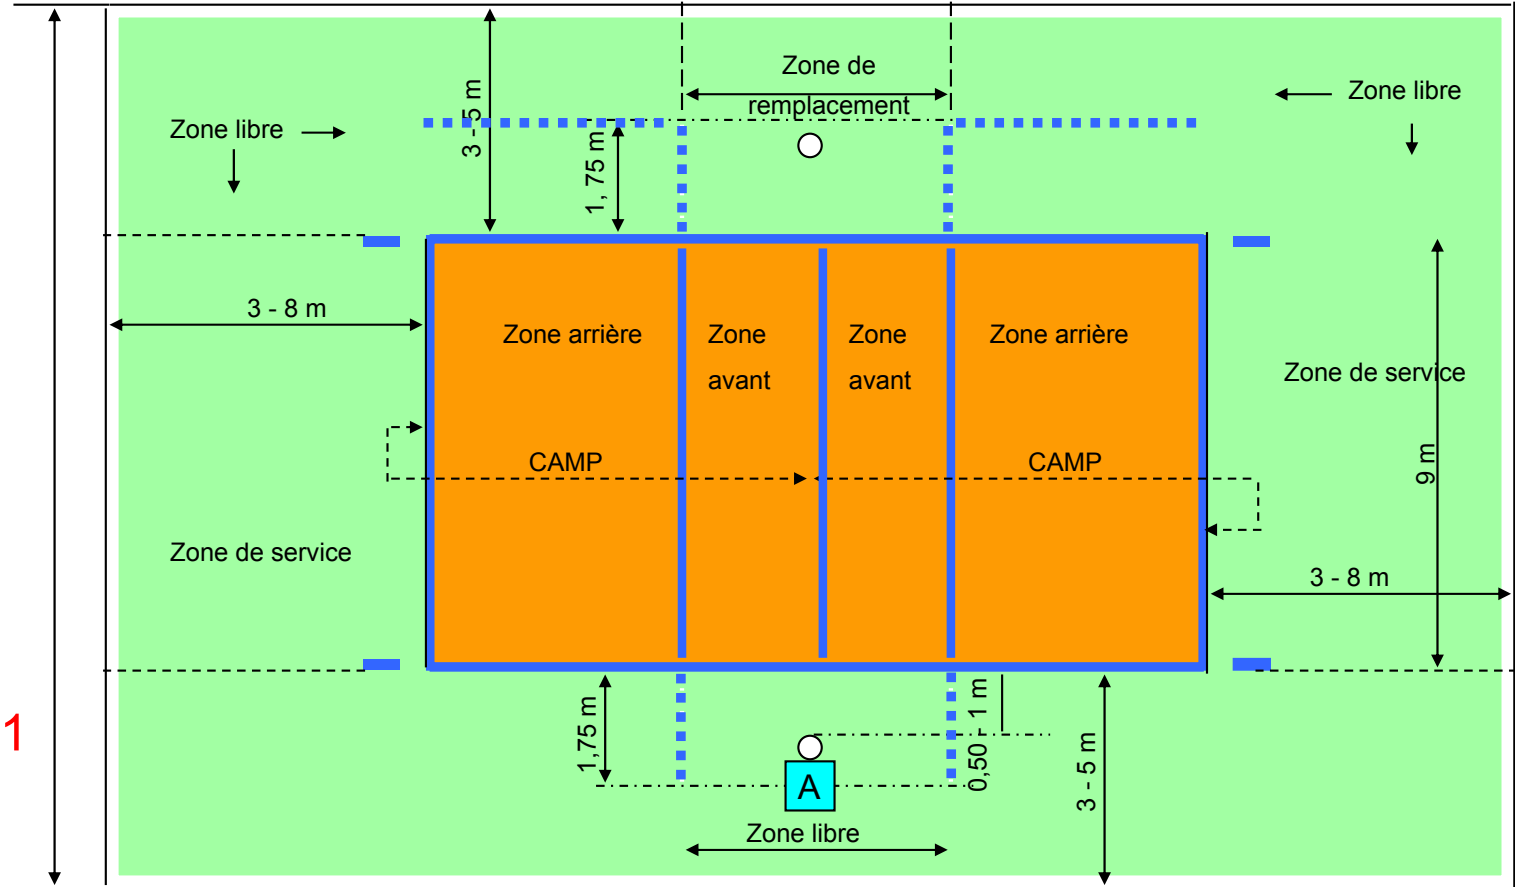 Zone de
remplacement
Zone libre
Zone libre
3 - 5 m
1, 75 m
3 - 8 m
Zone arrière
Zone
avant
Zone
avant
Zone arrière
Zone de service
CAMP
CAMP
9 m
Zone de service
3 - 8 m
1
1,75 m
0,50 - 1 m
3 - 5 m
A
Zone libre